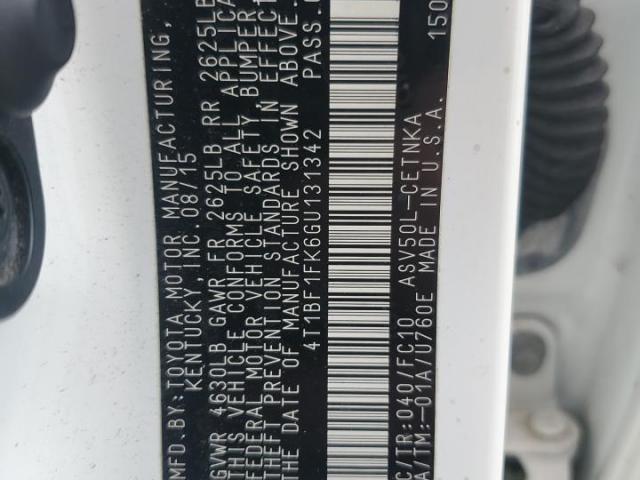 MFD.BY:TOYOTA MOTOR MANUFACTURING,
KENTUCKY, INC. 08/15
GVWR 4630LB GAWR FR 2625LB RR 2625LB
THIS VEHICLE CONFORMS TO ALL APPLICA
FEDERAL MOTOR VEHICLE SAFETY, BUMPER
THEFT PREVENTION STANDARDS IN EFFECT
THE DATE OF MANUFACTURE SHOWN ABOVE.
4T1BF1FK6GU131342 PASS.
C/TR:040/FC10 ASV50L-CETNKA
A/TM:-01A/U760E MADE IN U.S.A. 150